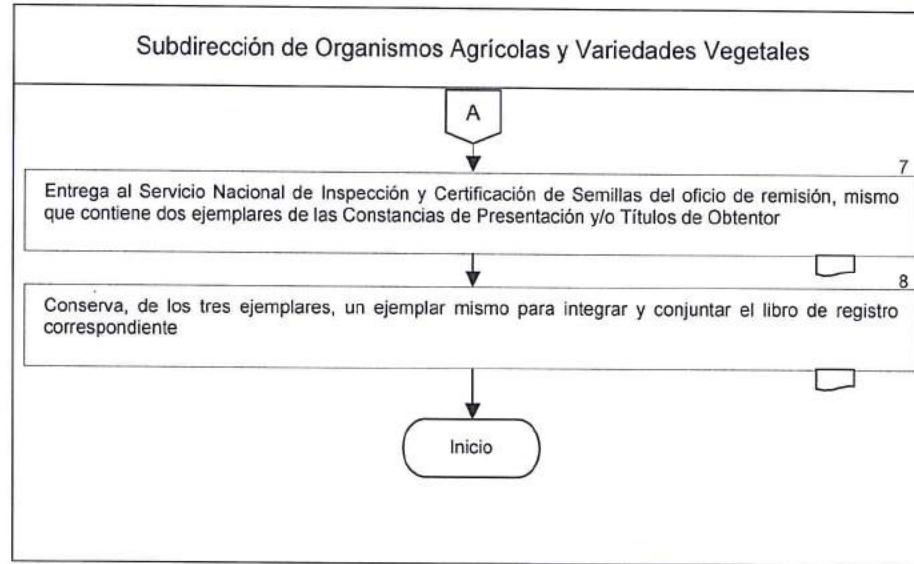 Subdirección de Organismos Agrícolas y Variedades Vegetales
A
7
Entrega al Servicio Nacional de Inspección y Certificación de Semillas del oficio de remisión, mismo
que contiene dos ejemplares de las Constancias de Presentación y/o Títulos de Obtentor
8
Conserva, de los tres ejemplares, un ejemplar mismo para integrar y conjuntar el libro de registro
correspondiente
Inicio